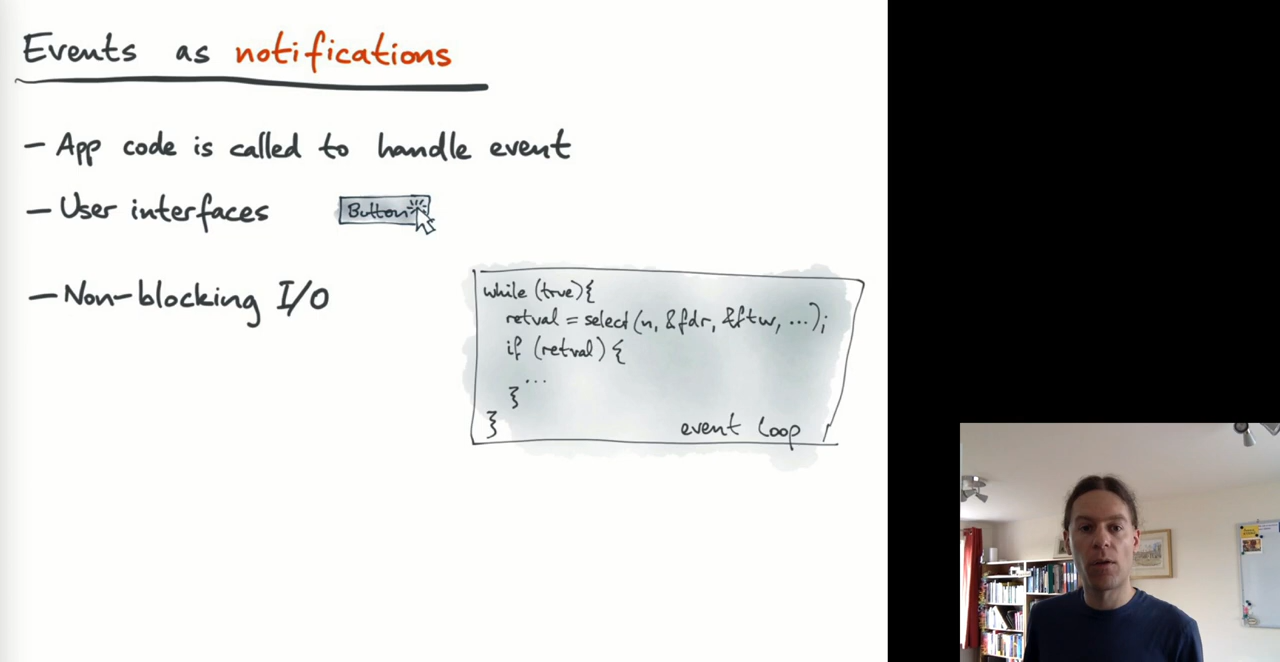 Events as notifications
- App code is called to handle event
- User interfaces
Button
- Non-blocking I/O
while (true){
retval = select(n, &fdr, &ftw, ...);
if (retval) {
...
}
}
event loop